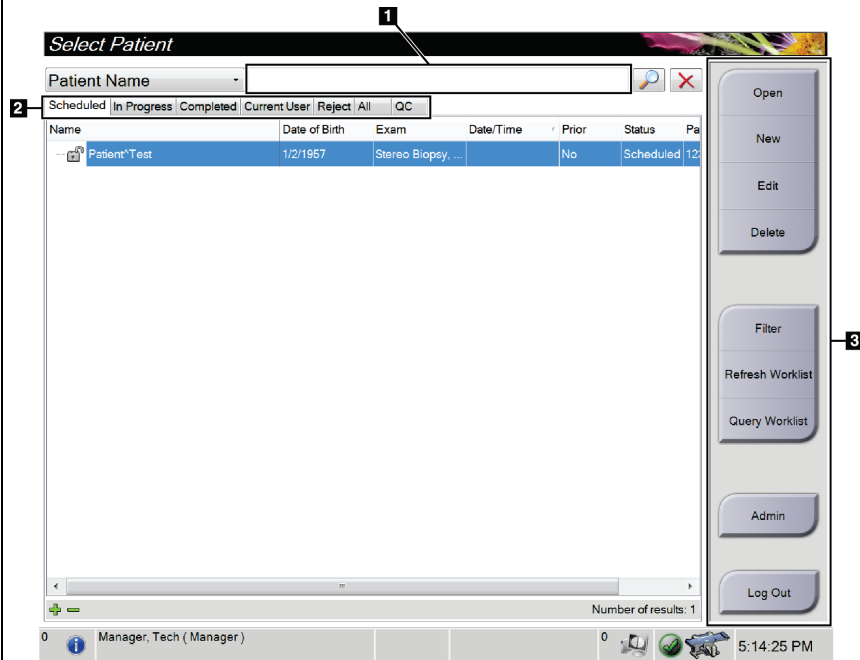 1
Select Patient
Patient Name
2
Scheduled In Progress Completed Current User Reject All QC
Name Date of Birth Exam Date/Time Prior Status Pa
Patient^Test 1/2/1957 Stereo Biopsy, ... No Scheduled 12
Open
New
Edit
Delete
Filter
3
Refresh Worklist
Query Worklist
Admin
Log Out
Number of results: 1
0 Manager, Tech ( Manager ) 0 5:14:25 PM